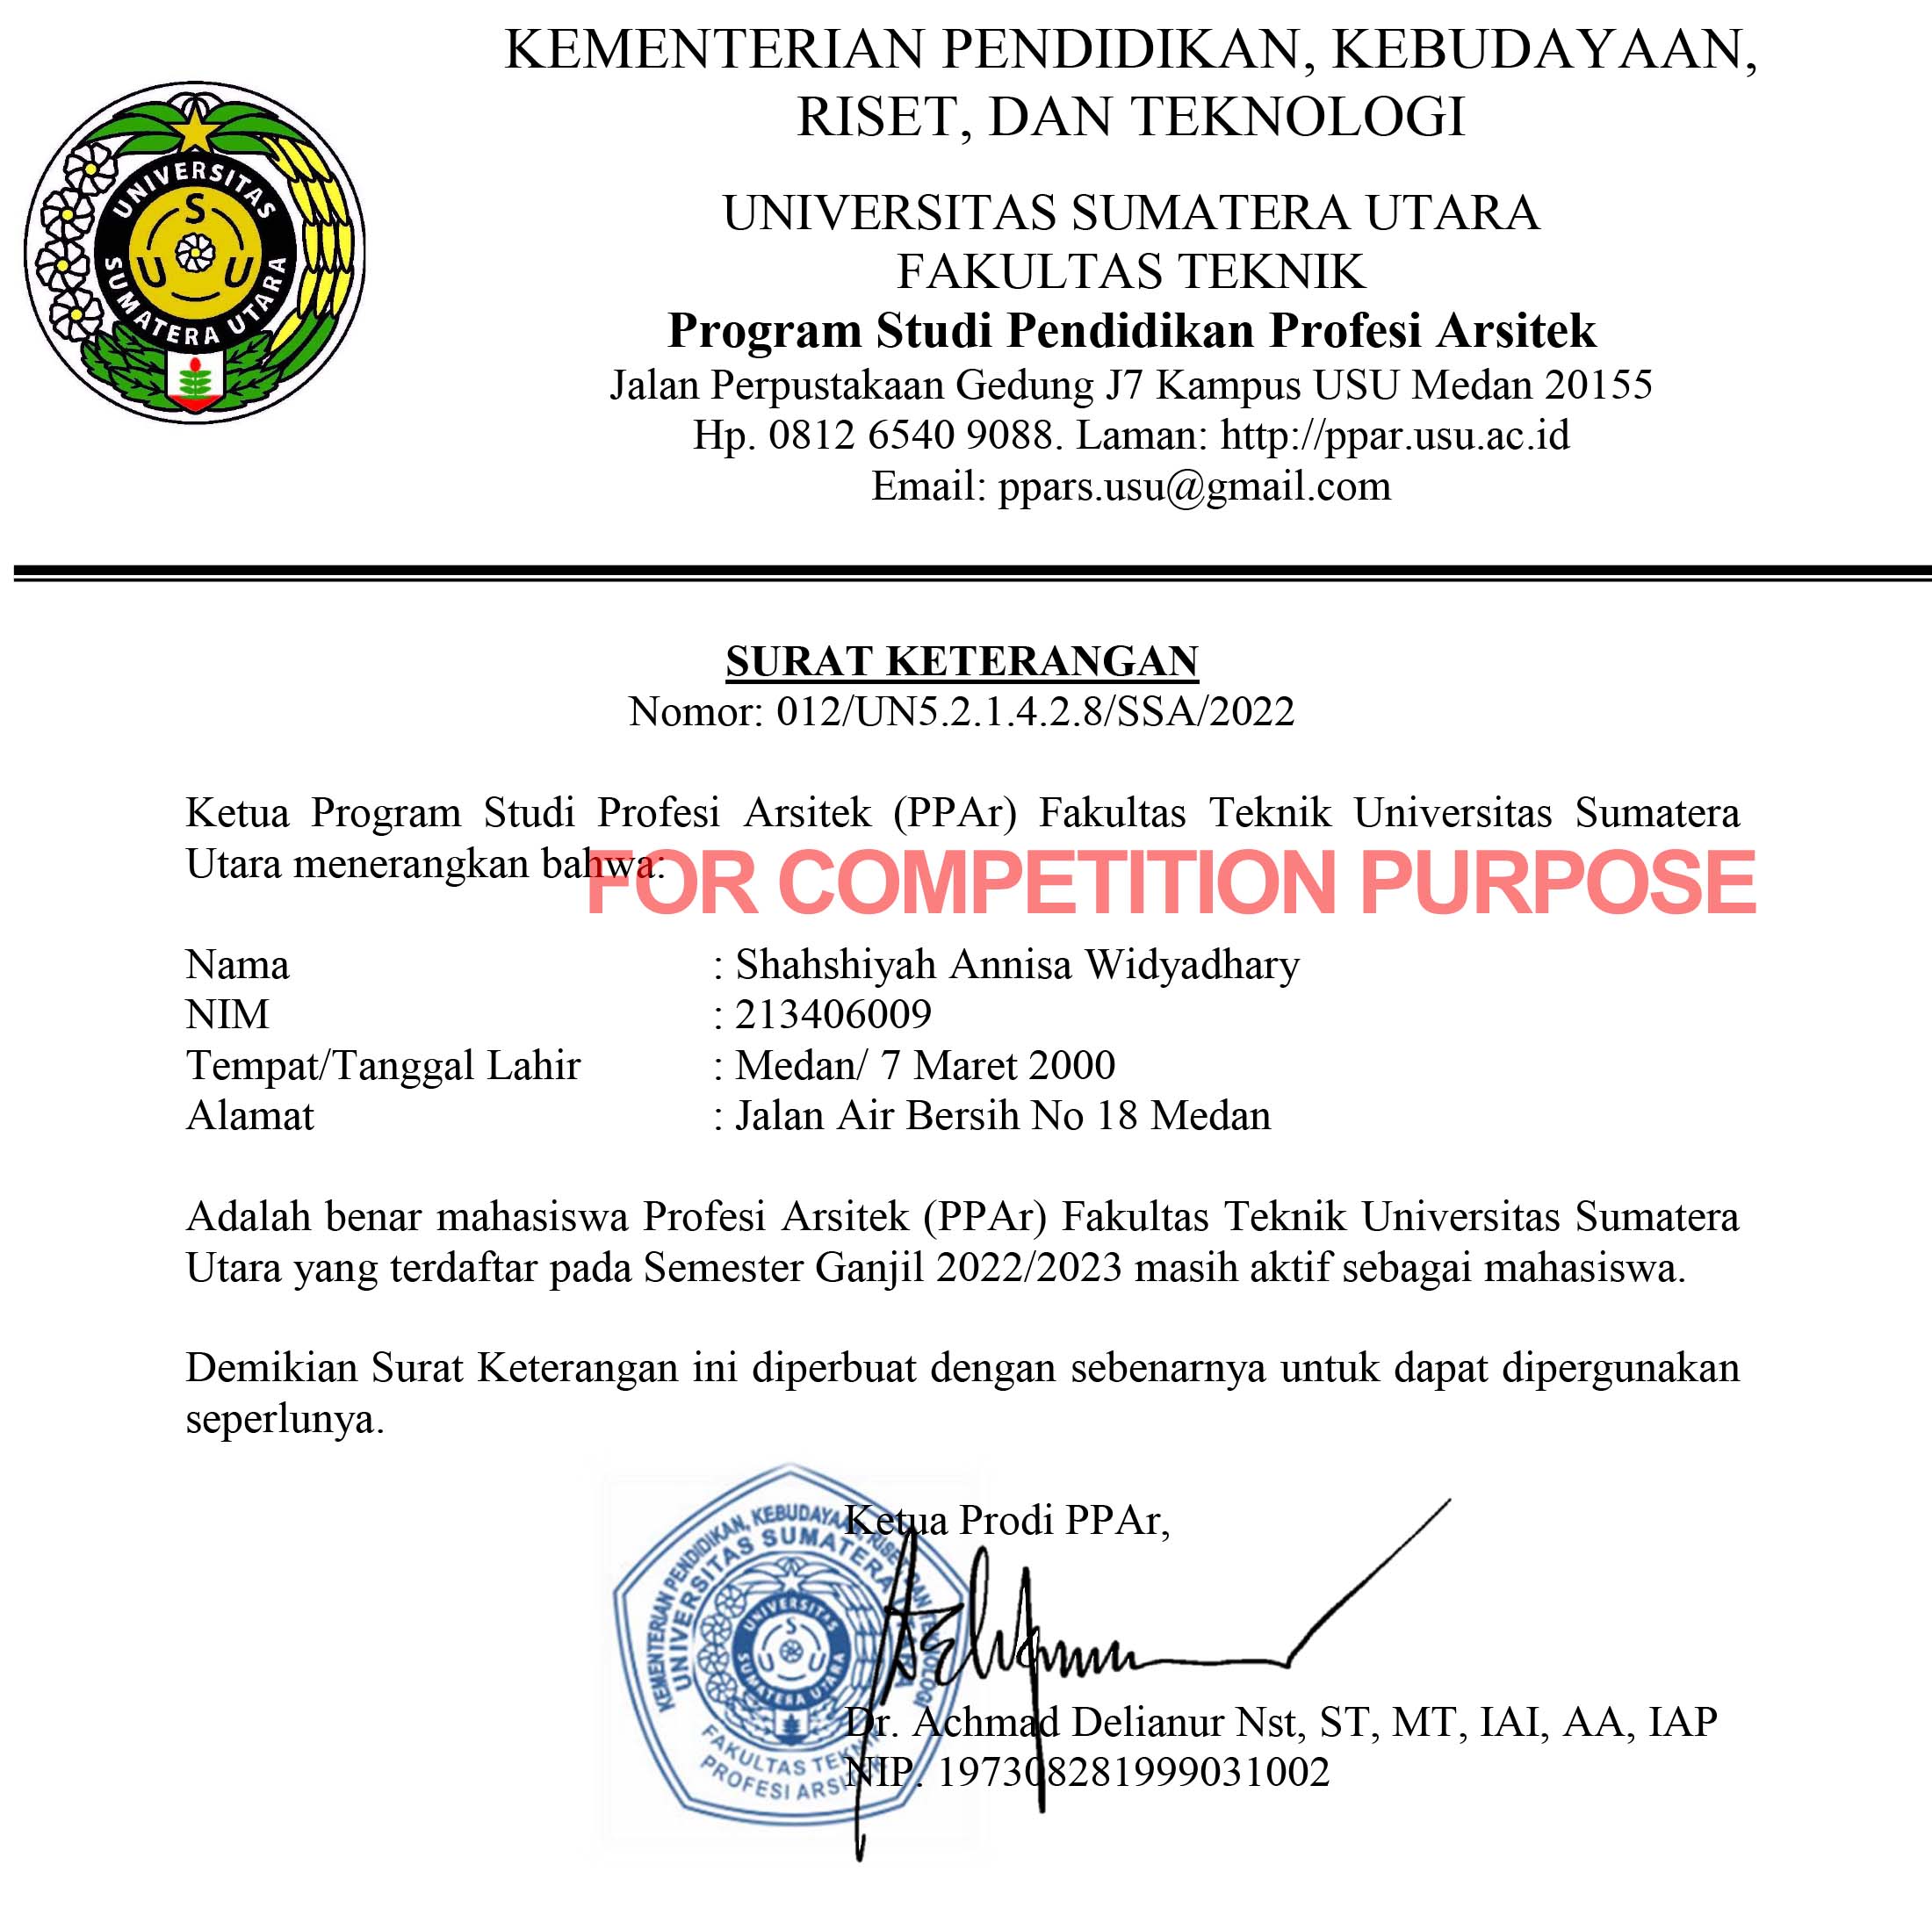 KEMENTERIAN PENDIDIKAN, KEBUDAYAAN,
RISET, DAN TEKNOLOGI
UNIVERSITAS SUMATERA UTARA
FAKULTAS TEKNIK
Program Studi Pendidikan Profesi Arsitek
Jalan Perpustakaan Gedung J7 Kampus USU Medan 20155
Hp. 0812 6540 9088. Laman: http://ppar.usu.ac.id
Email: ppars.usu@gmail.com
UNIVERSITAS
S
U U
SUMATERA UTARA
SURAT KETERANGAN
Nomor: 012/UN5.2.1.4.2.8/SSA/2022
Ketua Program Studi Profesi Arsitek (PPAr) Fakultas Teknik Universitas Sumatera
Utara menerangkan bahwa:
FOR COMPETITION PURPOSE
Nama : Shahshiyah Annisa Widyadhary
NIM : 213406009
Tempat/Tanggal Lahir : Medan/ 7 Maret 2000
Alamat : Jalan Air Bersih No 18 Medan
Adalah benar mahasiswa Profesi Arsitek (PPAr) Fakultas Teknik Universitas Sumatera
Utara yang terdaftar pada Semester Ganjil 2022/2023 masih aktif sebagai mahasiswa.
Demikian Surat Keterangan ini diperbuat dengan sebenarnya untuk dapat dipergunakan
seperlunya.
Ketua Prodi PPAr,
KEMENTERIAN PENDIDIKAN, KEBUDAYAAN, RISET, DAN TEKNOLOGI
UNIVERSITAS SUMATERA UTARA
UNIVERSITAS
S
U U
SUMATERA UTARA
FAKULTAS TEKNIK
PROFESI ARSITEK
Dr. Achmad Delianur Nst, ST, MT, IAI, AA, IAP
NIP. 197308281999031002